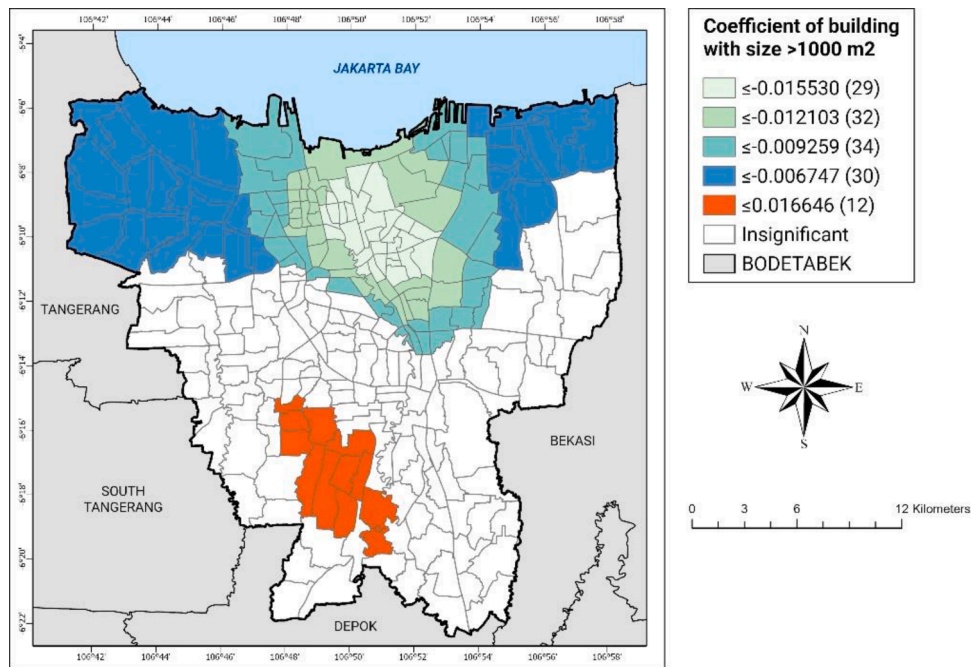 106°42' 106°44' 106°46' 106°48' 106°50' 106°52' 106°54' 106°56' 106°58'
6°4'
6°6'
6°8'
6°10'
6°12'
6°14'
6°16'
6°18'
6°20'
6°22'
JAKARTA BAY
TANGERANG
SOUTH
TANGERANG
BEKASI
DEPOK
106°42' 106°44' 106°46' 106°48' 106°50' 106°52' 106°54' 106°56' 106°58'
Coefficient of building
with size >1000 m2
≤-0.015530 (29)
≤-0.012103 (32)
≤-0.009259 (34)
≤-0.006747 (30)
≤0.016646 (12)
Insignificant
BODETABEK
N
W E
S
0 3 6 12 Kilometers